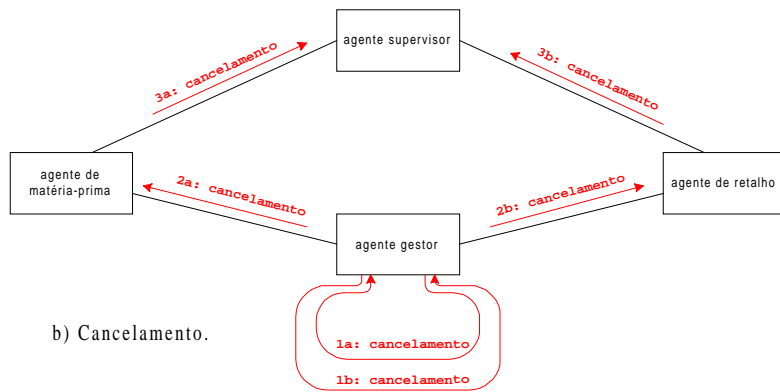 agente supervisor
3a: cancelamento
3b: cancelamento
agente de
matéria-prima
2a: cancelamento
2b: cancelamento
agente de retalho
agente gestor
b) Cancelamento.
1a: cancelamento
1b: cancelamento